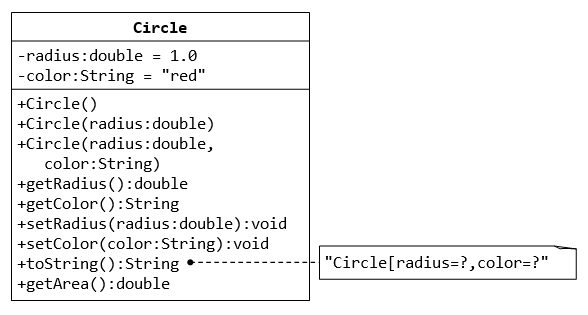 Circle
-radius:double = 1.0
-color:String = "red"
+Circle()
+Circle(radius:double)
+Circle(radius:double,
color:String)
+getRadius():double
+getColor():String
+setRadius(radius:double):void
+setColor(color:String):void
+toString():String
"Circle[radius=?,color=?"
+getArea():double